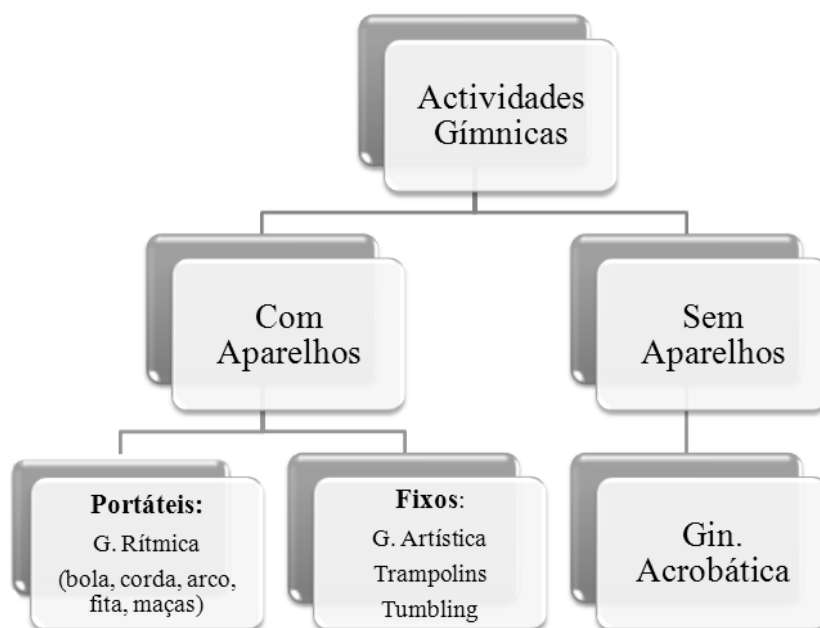 Actividades
Gímnicas
Com
Aparelhos
Sem
Aparelhos
Portáteis:
G. Rítmica
(bola, corda, arco,
fita, maças)
Fixos:
G. Artística
Trampolins
Tumbling
Gin.
Acrobática